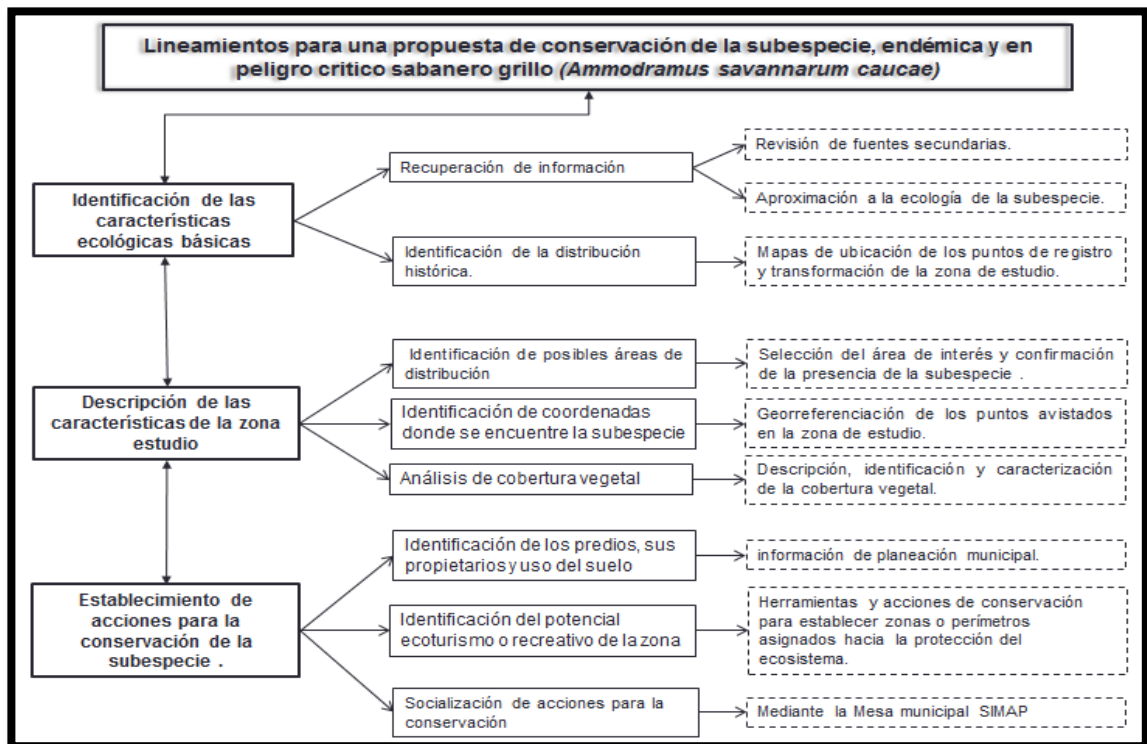 Lineamientos para una propuesta de conservación de la subespecie, endémica y en
peligro critico sabanero grillo (Ammodramus savannarum caucae)
Identificación de las
características
ecológicas básicas
Recuperación de información
Revisión de fuentes secundarias.
Aproximación a la ecología de la subespecie.
Identificación de la distribución
histórica.
Mapas de ubicación de los puntos de registro
y transformación de la zona de estudio.
Descripción de las
características de la zona
estudio
Identificación de posibles áreas de
distribución
Selección del área de interés y confirmación
de la presencia de la subespecie .
Identificación de coordenadas
donde se encuentre la subespecie
Georreferenciación de los puntos avistados
en la zona de estudio.
Análisis de cobertura vegetal
Descripción, identificación y caracterización
de la cobertura vegetal.
Establecimiento de
acciones para la
conservación de la
subespecie .
Identificación de los predios, sus
propietarios y uso del suelo
información de planeación municipal.
Identificación del potencial
ecoturismo o recreativo de la zona
Herramientas y acciones de conservación
para establecer zonas o perímetros
asignados hacia la protección del
ecosistema.
Socialización de acciones para la
conservación
Mediante la Mesa municipal SIMAP